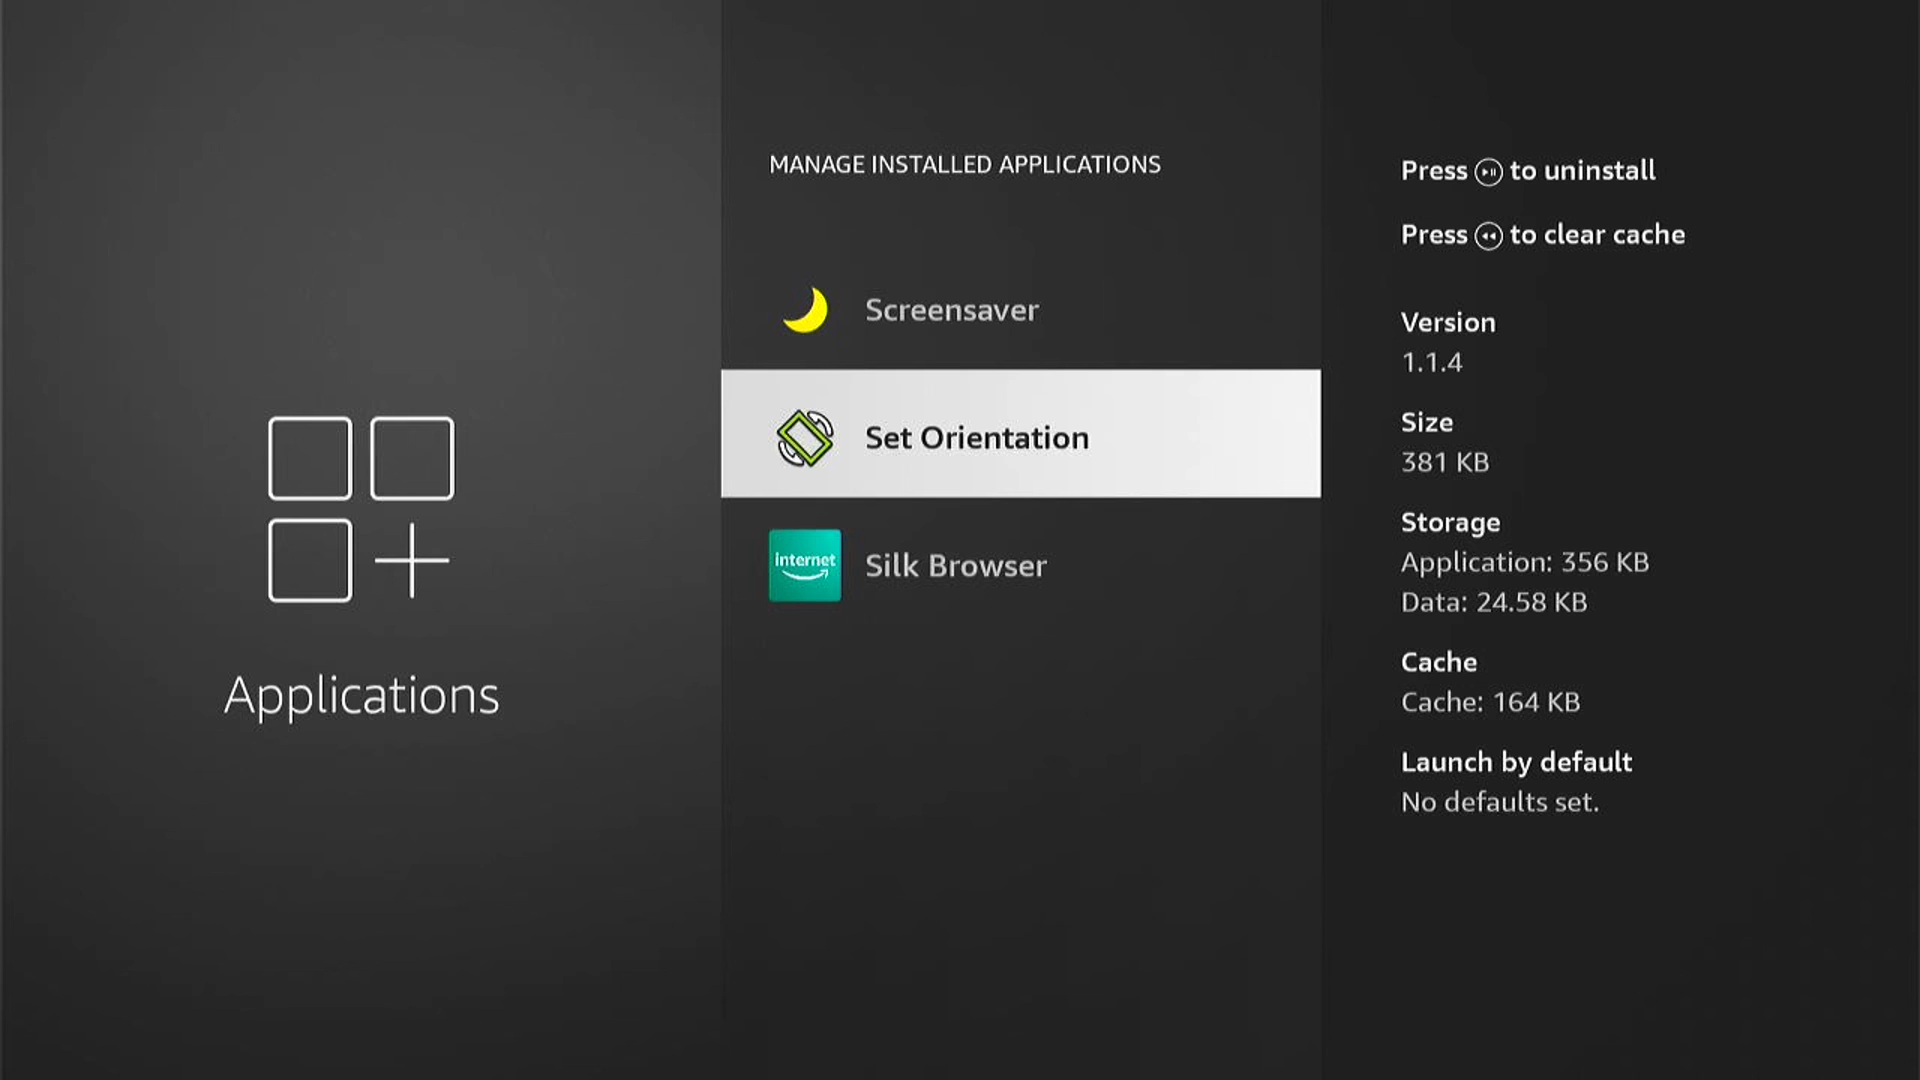 Applications
MANAGE INSTALLED APPLICATIONS
Screensaver
Set Orientation
internet
Silk Browser
Press to uninstall
Press to clear cache
Version
1.1.4
Size
381 KB
Storage
Application: 356 KB
Data: 24.58 KB
Cache
Cache: 164 KB
Launch by default
No defaults set.